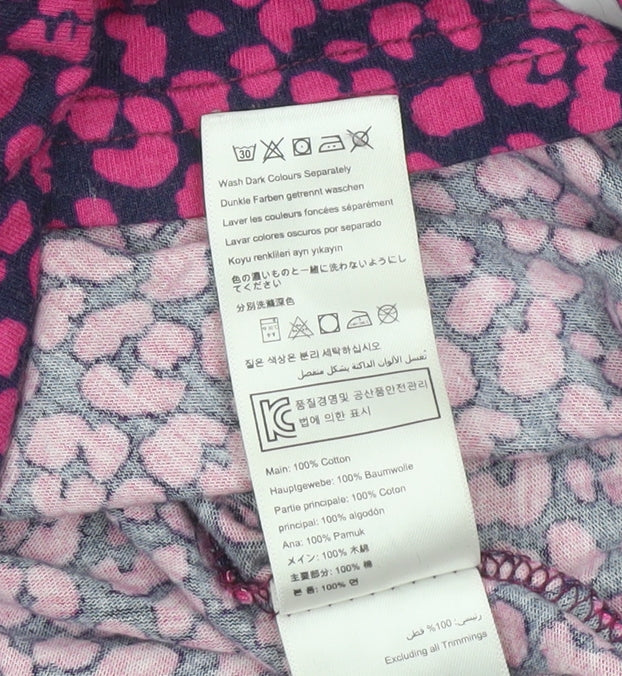 30
Wash Dark Colours Separately
Dunkle Farben getrennt waschen
Laver les couleurs foncées séparément
Lavar colores oscuros por separado
Koyu renklilen ayn yıkayın
色の濃いものと一緒に洗わないようにし
てください
分別洗滌深色
질은 색상은 분리 세탁하십시오
تغسل الألوان الداكنة بشكل منفصل
품질경영및 공산품안전관리
법에 의한 표시
Main: 100% Cotton
Hauptgewebe: 100% Baumwolle
Partie principale: 100% Coton
principal: 100% algodón
Ana: 100% Pamuk
メイン: 100% 木綿
主要部分: 100% 棉
본 품: 100% 면
رئيسى: 100% قطن
Excluding all Trimmings